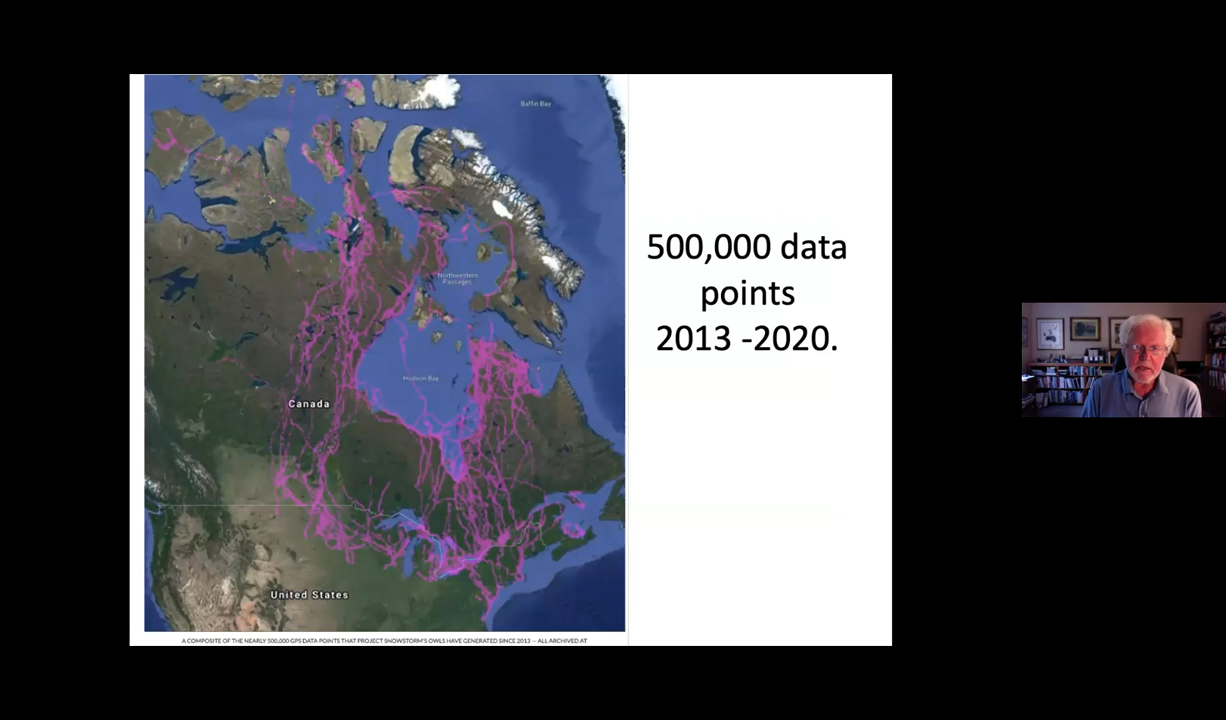 Baffin Bay
Northwestern
Passages
Hudson Bay
Canada
United States
A COMPOSITE OF THE NEARLY 500,000 GPS DATA POINTS THAT PROJECT SNOWSTORM'S OWLS HAVE GENERATED SINCE 2013 -- ALL ARCHIVED AT
500,000 data
points
2013 -2020.